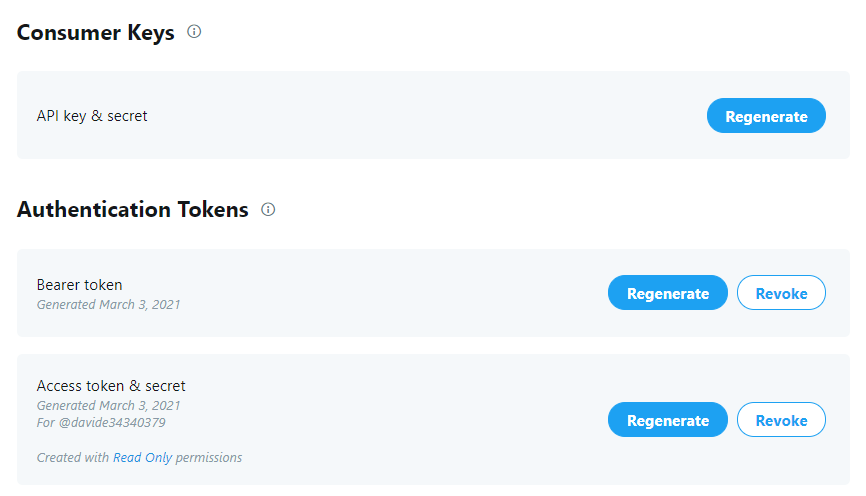 Consumer Keys
API key & secret
Regenerate
Authentication Tokens
Bearer token
Generated March 3, 2021
Regenerate
Revoke
Access token & secret
Generated March 3, 2021
For @davide34340379
Created with Read Only permissions
Regenerate
Revoke